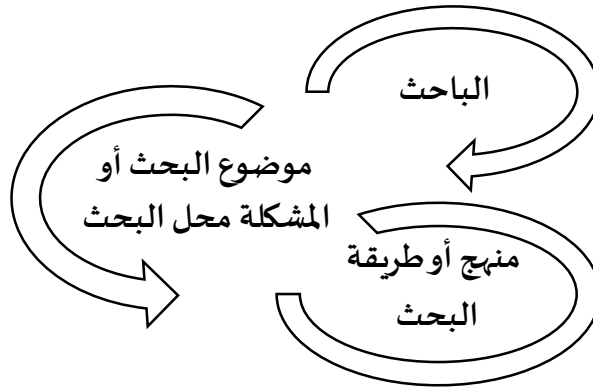 الباحث
موضوع البحث أو
المشكلة محل البحث
منهج أو طريقة
البحث